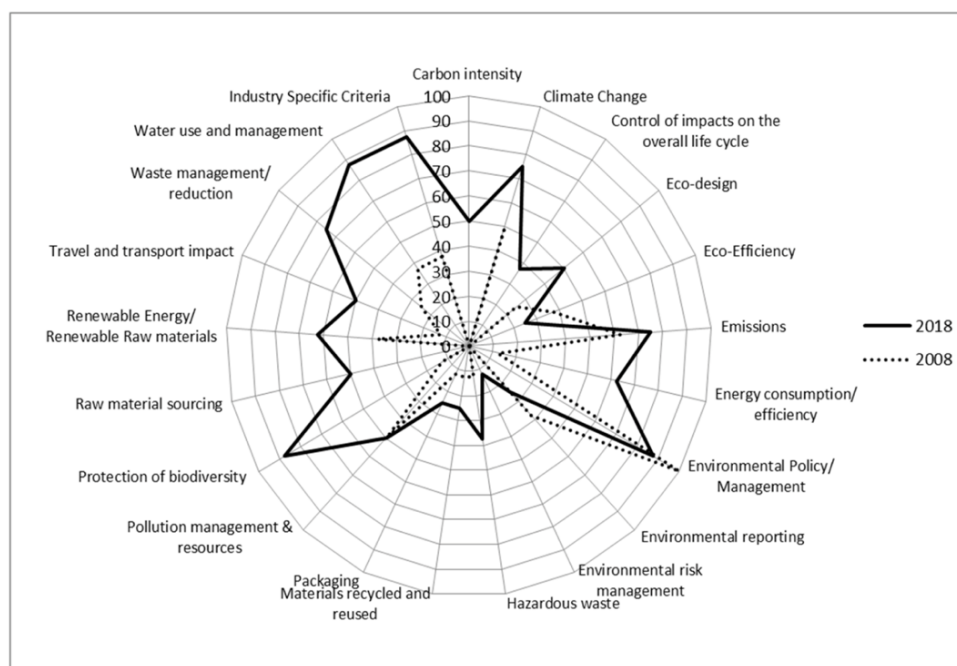 Carbon intensity
Climate Change
Control of impacts on the
overall life cycle
Eco-design
Eco-Efficiency
Emissions
Energy consumption/
efficiency
Environmental Policy/
Management
Environmental reporting
Environmental risk
management
Hazardous waste
Materials recycled and
reused
Packaging
Pollution management &
resources
Protection of biodiversity
Raw material sourcing
Renewable Energy/
Renewable Raw materials
Travel and transport impact
Waste management/
reduction
Water use and management
Industry Specific Criteria
100
90
80
70
60
50
40
30
20
10
0
2018
2008